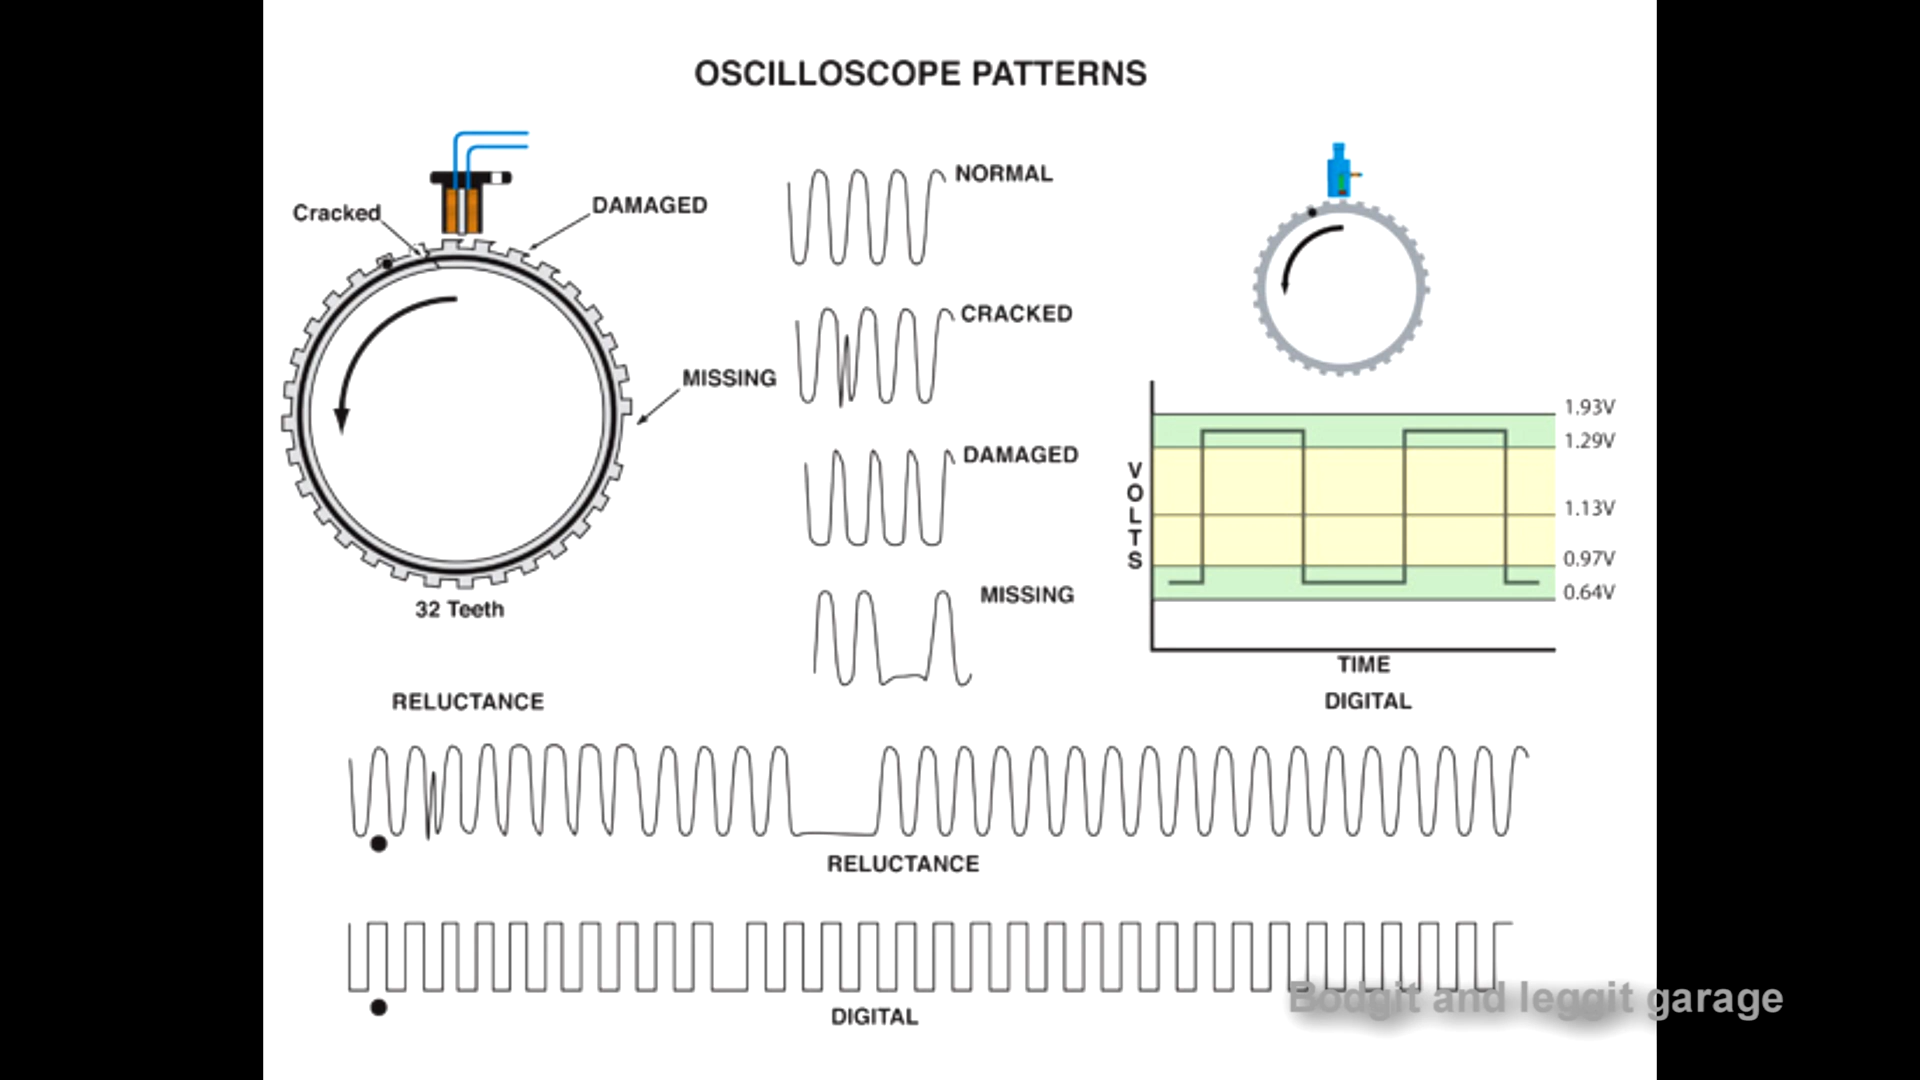 OSCILLOSCOPE PATTERNS
Cracked
DAMAGED
MISSING
32 Teeth
RELUCTANCE
NORMAL
CRACKED
DAMAGED
MISSING
VOLTS
1.93V
1.29V
1.13V
0.97V
0.64V
TIME
DIGITAL
RELUCTANCE
DIGITAL
Bodgit and leggit garage